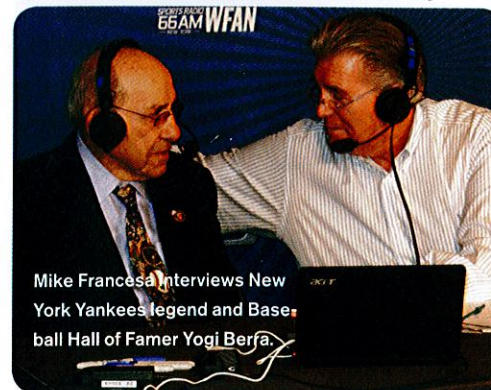 SPORTS RADIO
66AM WFAN
NEW YORK
Mike Francesa Interviews New
York Yankees legend and Base-
ball Hall of Famer Yogi Berra.
acer